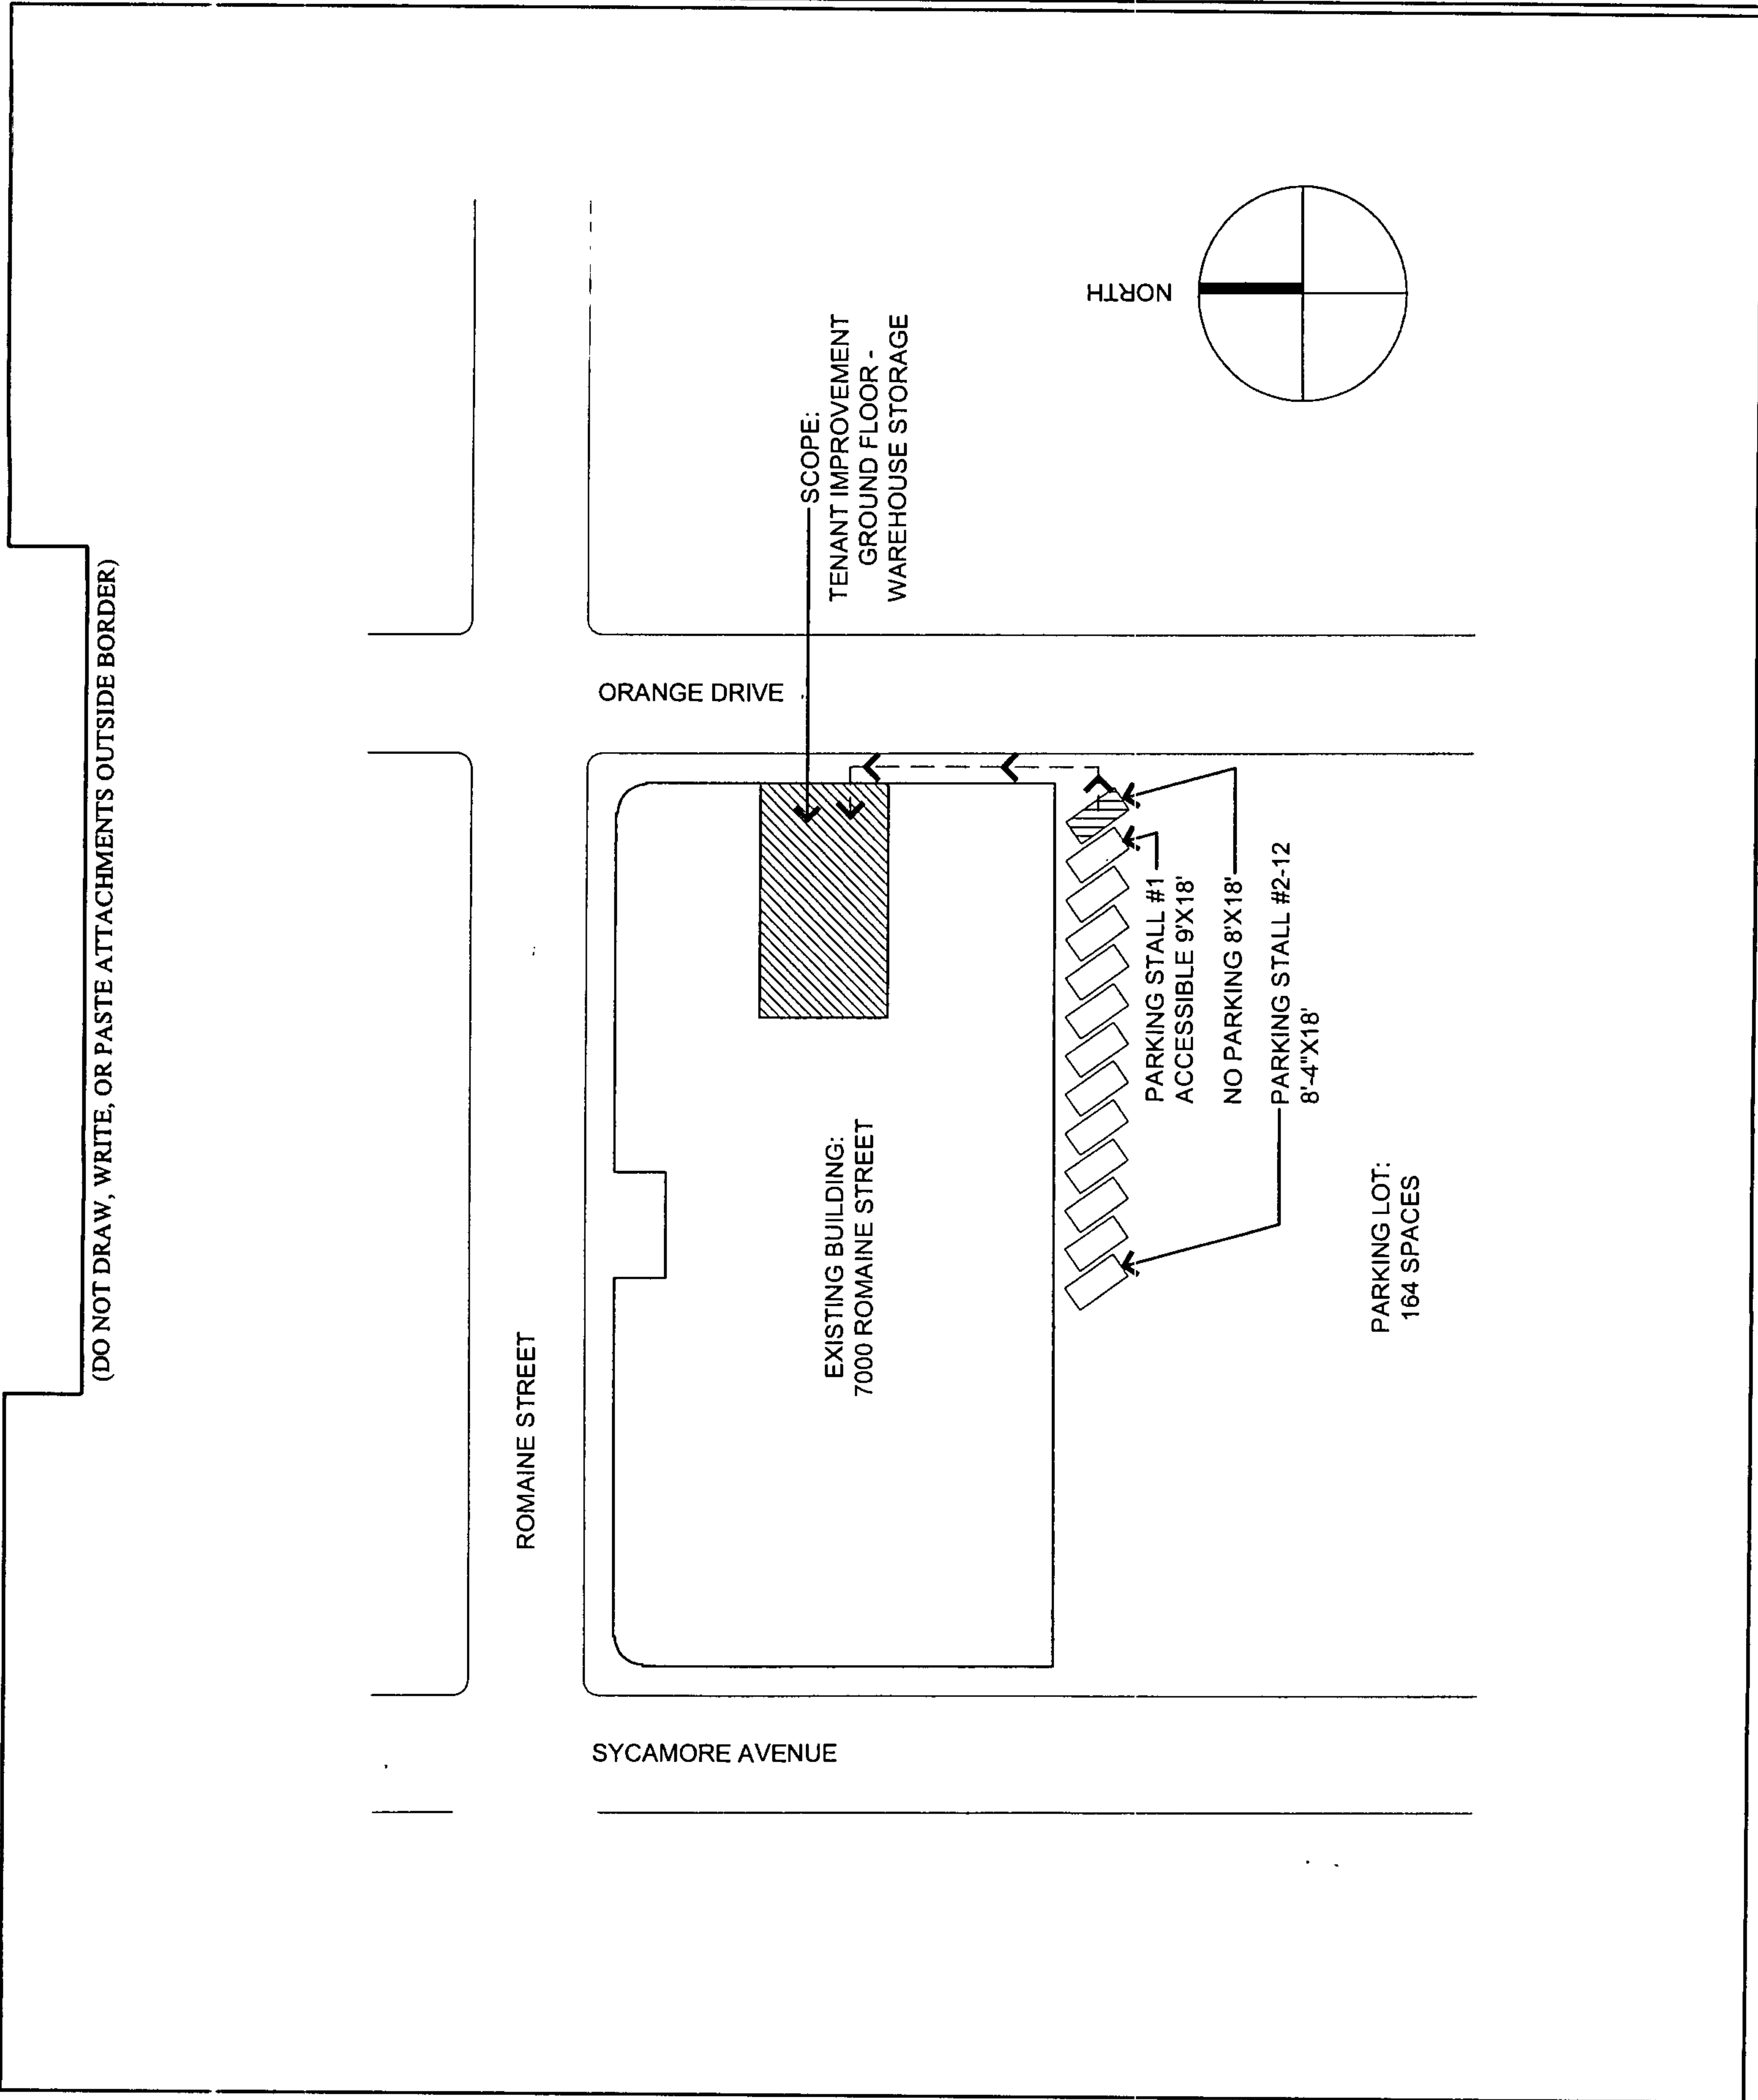 (DO NOT DRAW, WRITE, OR PASTE ATTACHMENTS OUTSIDE BORDER)
ROMAINE STREET
ORANGE DRIVE
SYCAMORE AVENUE
SCOPE:
TENANT IMPROVEMENT
GROUND FLOOR -
WAREHOUSE STORAGE
EXISTING BUILDING:
7000 ROMAINE STREET
PARKING STALL #1
ACCESSIBLE 9'X18'
NO PARKING 8'X18'
PARKING STALL #2-12
8'-4"X18'
PARKING LOT:
164 SPACES
NORTH